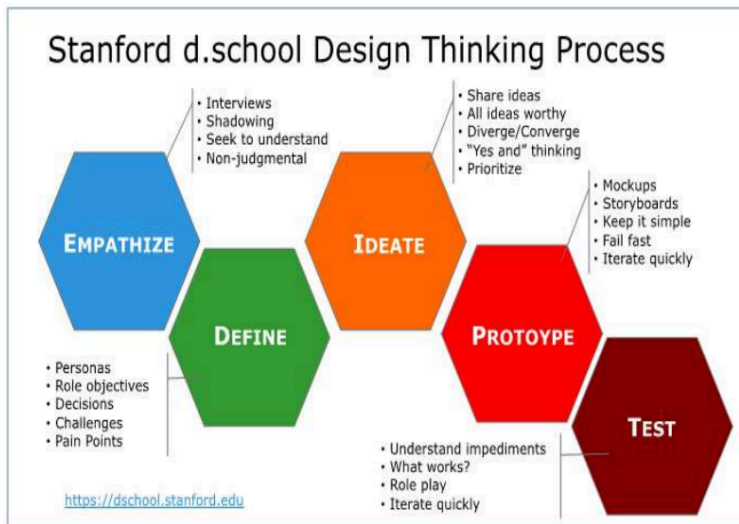 Stanford d.school Design Thinking Process
• Interviews
• Shadowing
• Seek to understand
• Non-judgmental
• Share ideas
• All ideas worthy
• Diverge/Converge
• "Yes and" thinking
• Prioritize
• Mockups
• Storyboards
• Keep it simple
• Fail fast
• Iterate quickly
EMPATHIZE
IDEATE
DEFINE
PROTOYPE
TEST
• Personas
• Role objectives
• Decisions
• Challenges
• Pain Points
• Understand impediments
• What works?
• Role play
• Iterate quickly
https://dschool.stanford.edu